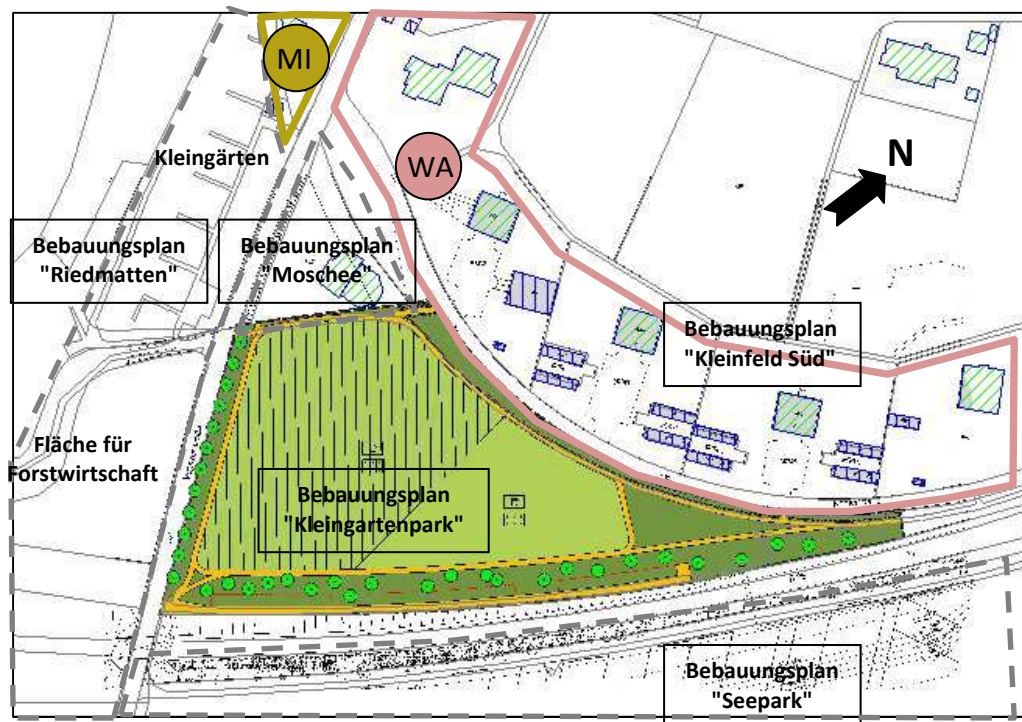 MI
Kleingärten
WA
N
Bebauungsplan
"Riedmatten"
Bebauungsplan
"Moschee"
Bebauungsplan
"Kleinfeld Süd"
Fläche für
Forstwirtschaft
Bebauungsplan
"Kleingartenpark"
Bebauungsplan
"Seepark"